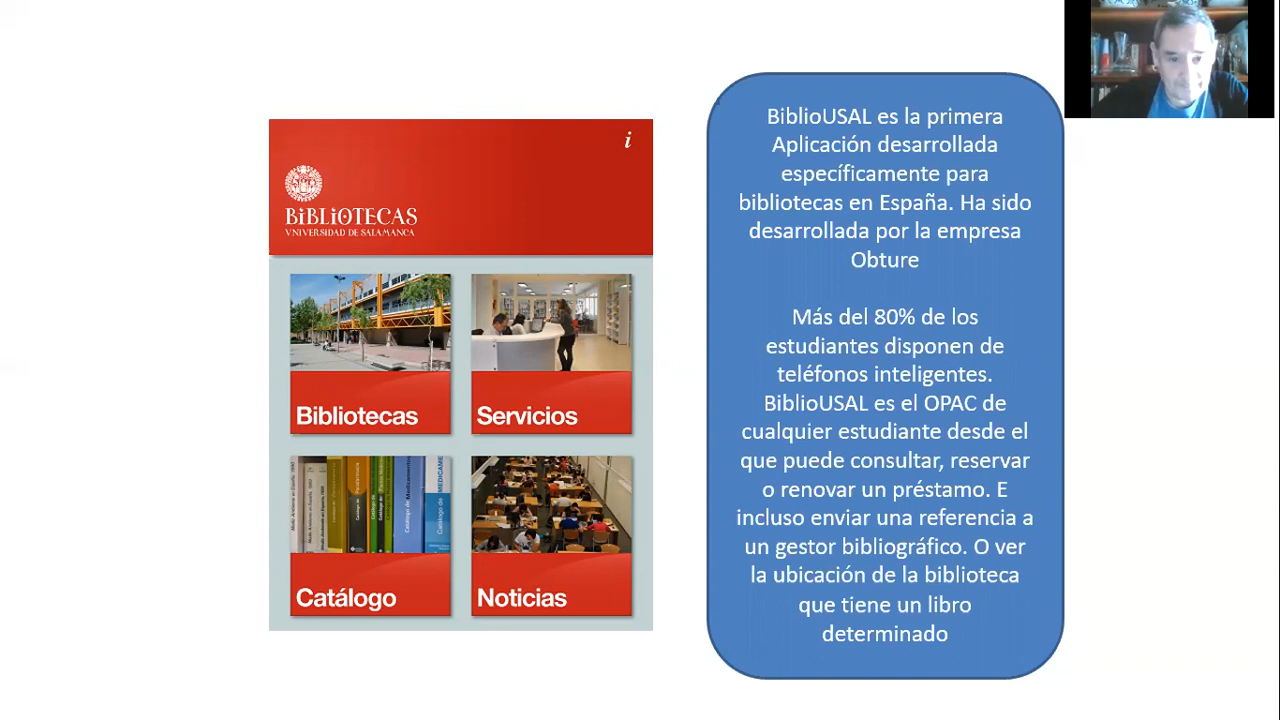 i
BiBLiOTECAS
VNiVERSiDAD DE SALAMANCA
Bibliotecas
Servicios
Catálogo
Noticias
BiblioUSAL es la primera
Aplicación desarrollada
específicamente para
bibliotecas en España. Ha sido
desarrollada por la empresa
Obture
Más del 80% de los
estudiantes disponen de
teléfonos inteligentes.
BiblioUSAL es el OPAC de
cualquier estudiante desde el
que puede consultar, reservar
o renovar un préstamo. E
incluso enviar una referencia a
un gestor bibliográfico. O ver
la ubicación de la biblioteca
que tiene un libro
determinado